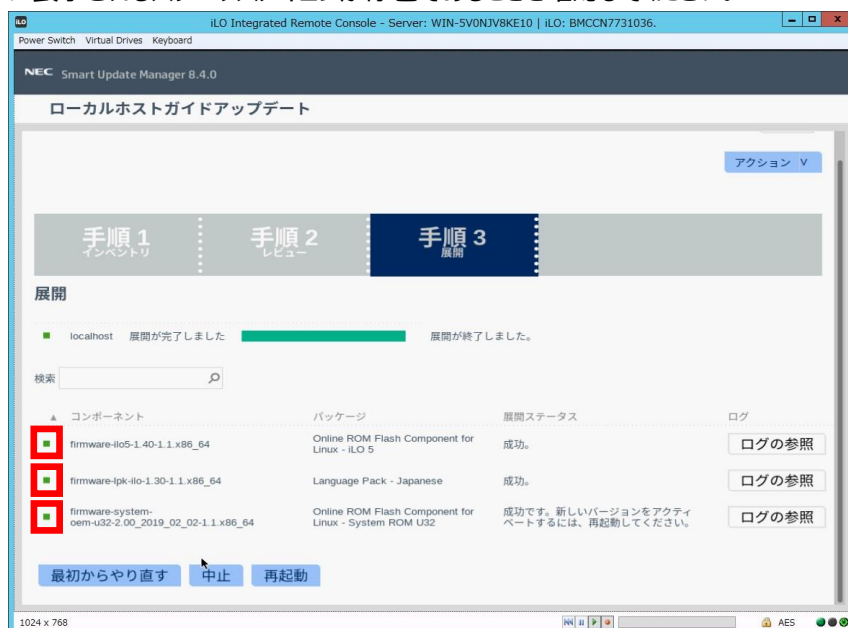 iLO iLO Integrated Remote Console - Server: WIN-5V0NJV8KE10 | iLO: BMCCN7731036.
Power Switch Virtual Drives Keyboard
NEC Smart Update Manager 8.4.0
ローカルホストガイドアップデート
アクション
手順 1
インベントリ
手順 2
レビュー
手順 3
展開
展開
localhost 展開が完了しました 展開が終了しました。
検索
コンポーネント パッケージ 展開ステータス ログ
firmware-ilo5-1.40-1.1.x86_64 Online ROM Flash Component for
Linux - iLO 5 成功。 ログの参照
firmware-lpk-ilo-1.30-1.1.x86_64 Language Pack - Japanese 成功。 ログの参照
firmware-system-
oem-u32-2.00_2019_02_02-1.1.x86_64 Online ROM Flash Component for
Linux - System ROM U32 成功です。新しいバージョンをアクティ
ベートするには、再起動してください。 ログの参照
最初からやり直す 中止 再起動
1024 x 768 AES